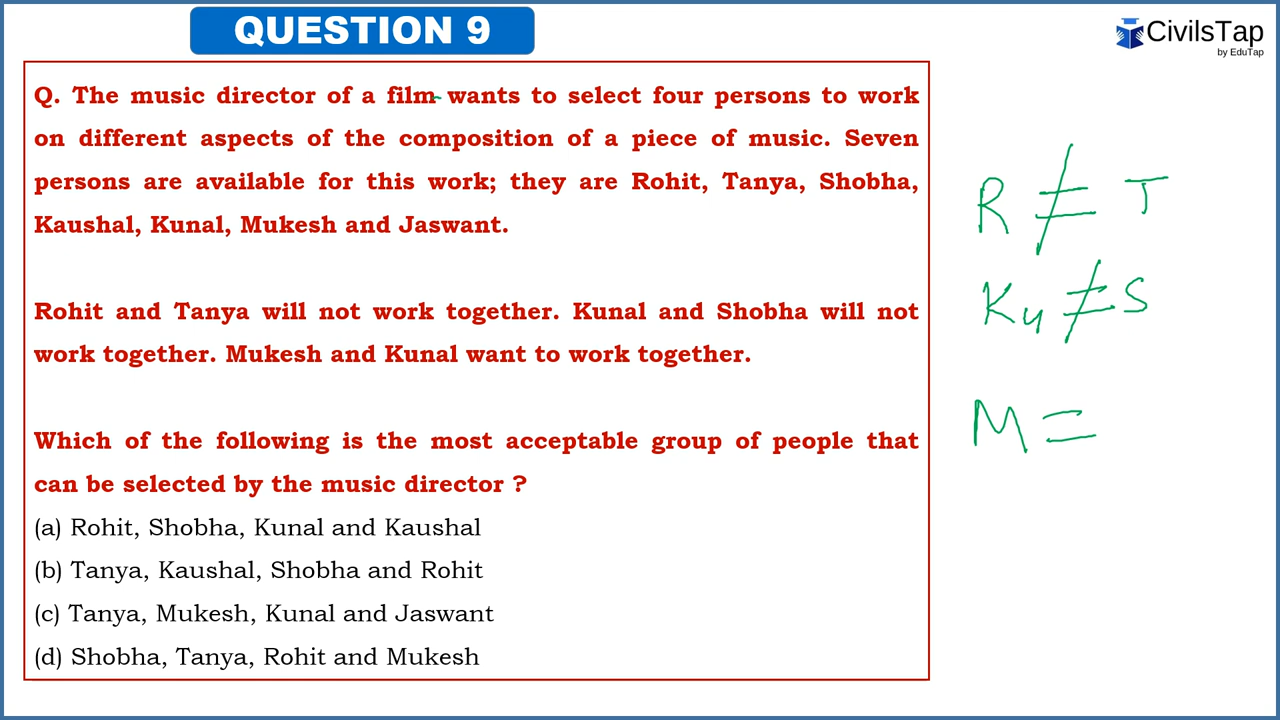 QUESTION 9
CivilsTap
by EduTap
Q. The music director of a film wants to select four persons to work
on different aspects of the composition of a piece of music. Seven
persons are available for this work; they are Rohit, Tanya, Shobha,
Kaushal, Kunal, Mukesh and Jaswant.
Rohit and Tanya will not work together. Kunal and Shobha will not
work together. Mukesh and Kunal want to work together.
Which of the following is the most acceptable group of people that
can be selected by the music director ?
(a) Rohit, Shobha, Kunal and Kaushal
(b) Tanya, Kaushal, Shobha and Rohit
(c) Tanya, Mukesh, Kunal and Jaswant
(d) Shobha, Tanya, Rohit and Mukesh
R ≠ T
Ku ≠ S
M =